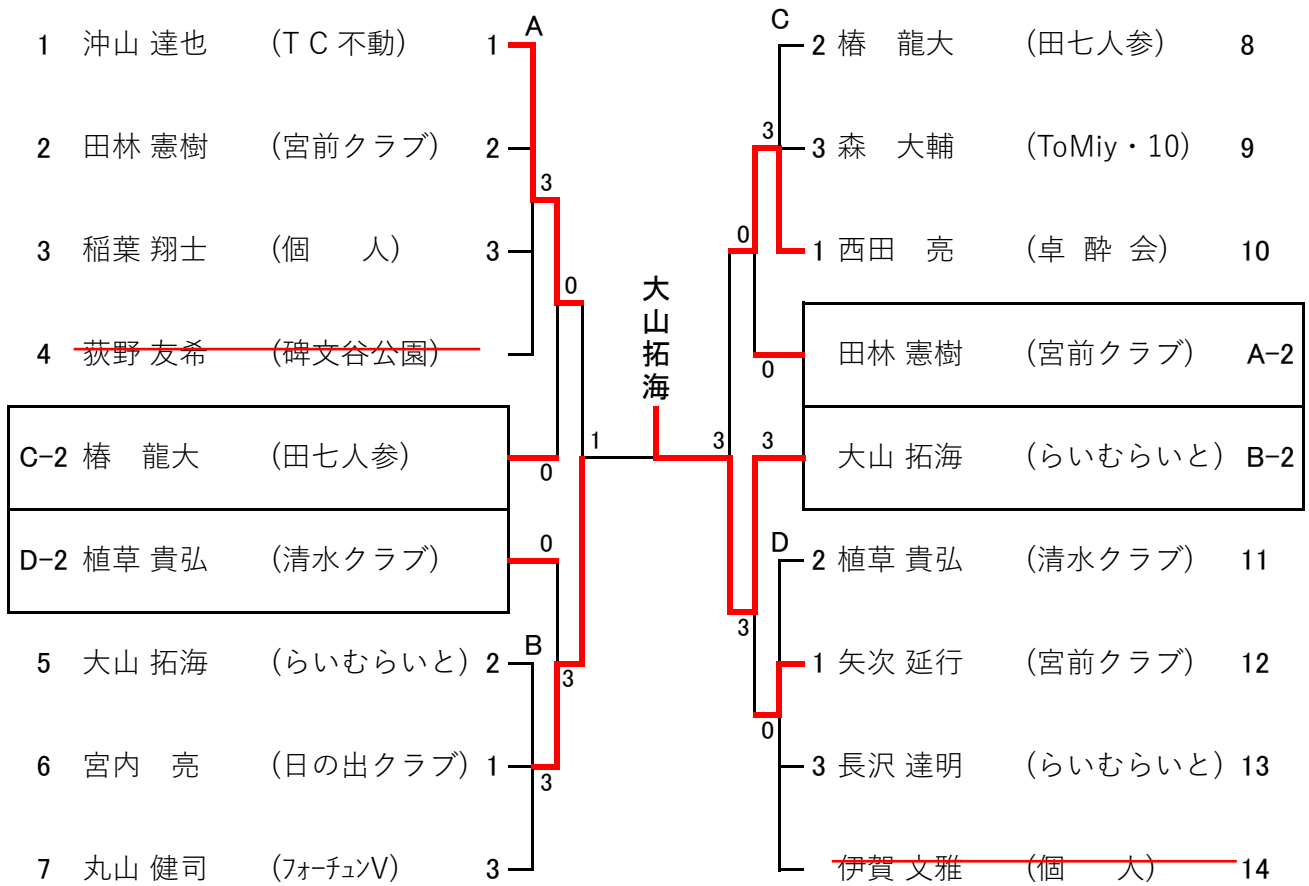 A
1 沖山 達也 (ＴＣ不動) 1
2 田林 憲樹 (宮前クラブ) 2
3
3 稲葉 翔士 (個　人) 3
0
4 荻野 友希 (碑文谷公園)
C-2 椿　龍大 (田七人参)
0
1
D-2 植草 貴弘 (清水クラブ)
0
B
5 大山 拓海 (らいむらいと) 2
3
6 宮内　亮 (日の出クラブ) 1
3
7 丸山 健司 (ﾌｫｰﾁｭﾝV) 3
大山拓海
C
2 椿　龍大 (田七人参) 8
3
3 森　大輔 (ToMiy・10) 9
0
1 西田　亮 (卓 酔 会) 10
田林 憲樹 (宮前クラブ) A-2
0
3
3
大山 拓海 (らいむらいと) B-2
D
2 植草 貴弘 (清水クラブ) 11
3
1 矢次 延行 (宮前クラブ) 12
0
3 長沢 達明 (らいむらいと) 13
伊賀 文雅 (個　人) 14